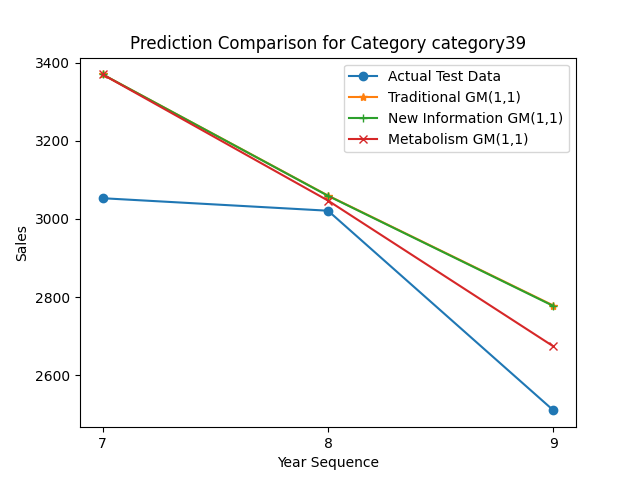 Prediction Comparison for Category category39
3400
3200
3000
2800
2600
Sales
Actual Test Data
Traditional GM(1,1)
New Information GM(1,1)
Metabolism GM(1,1)
7
8
9
Year Sequence